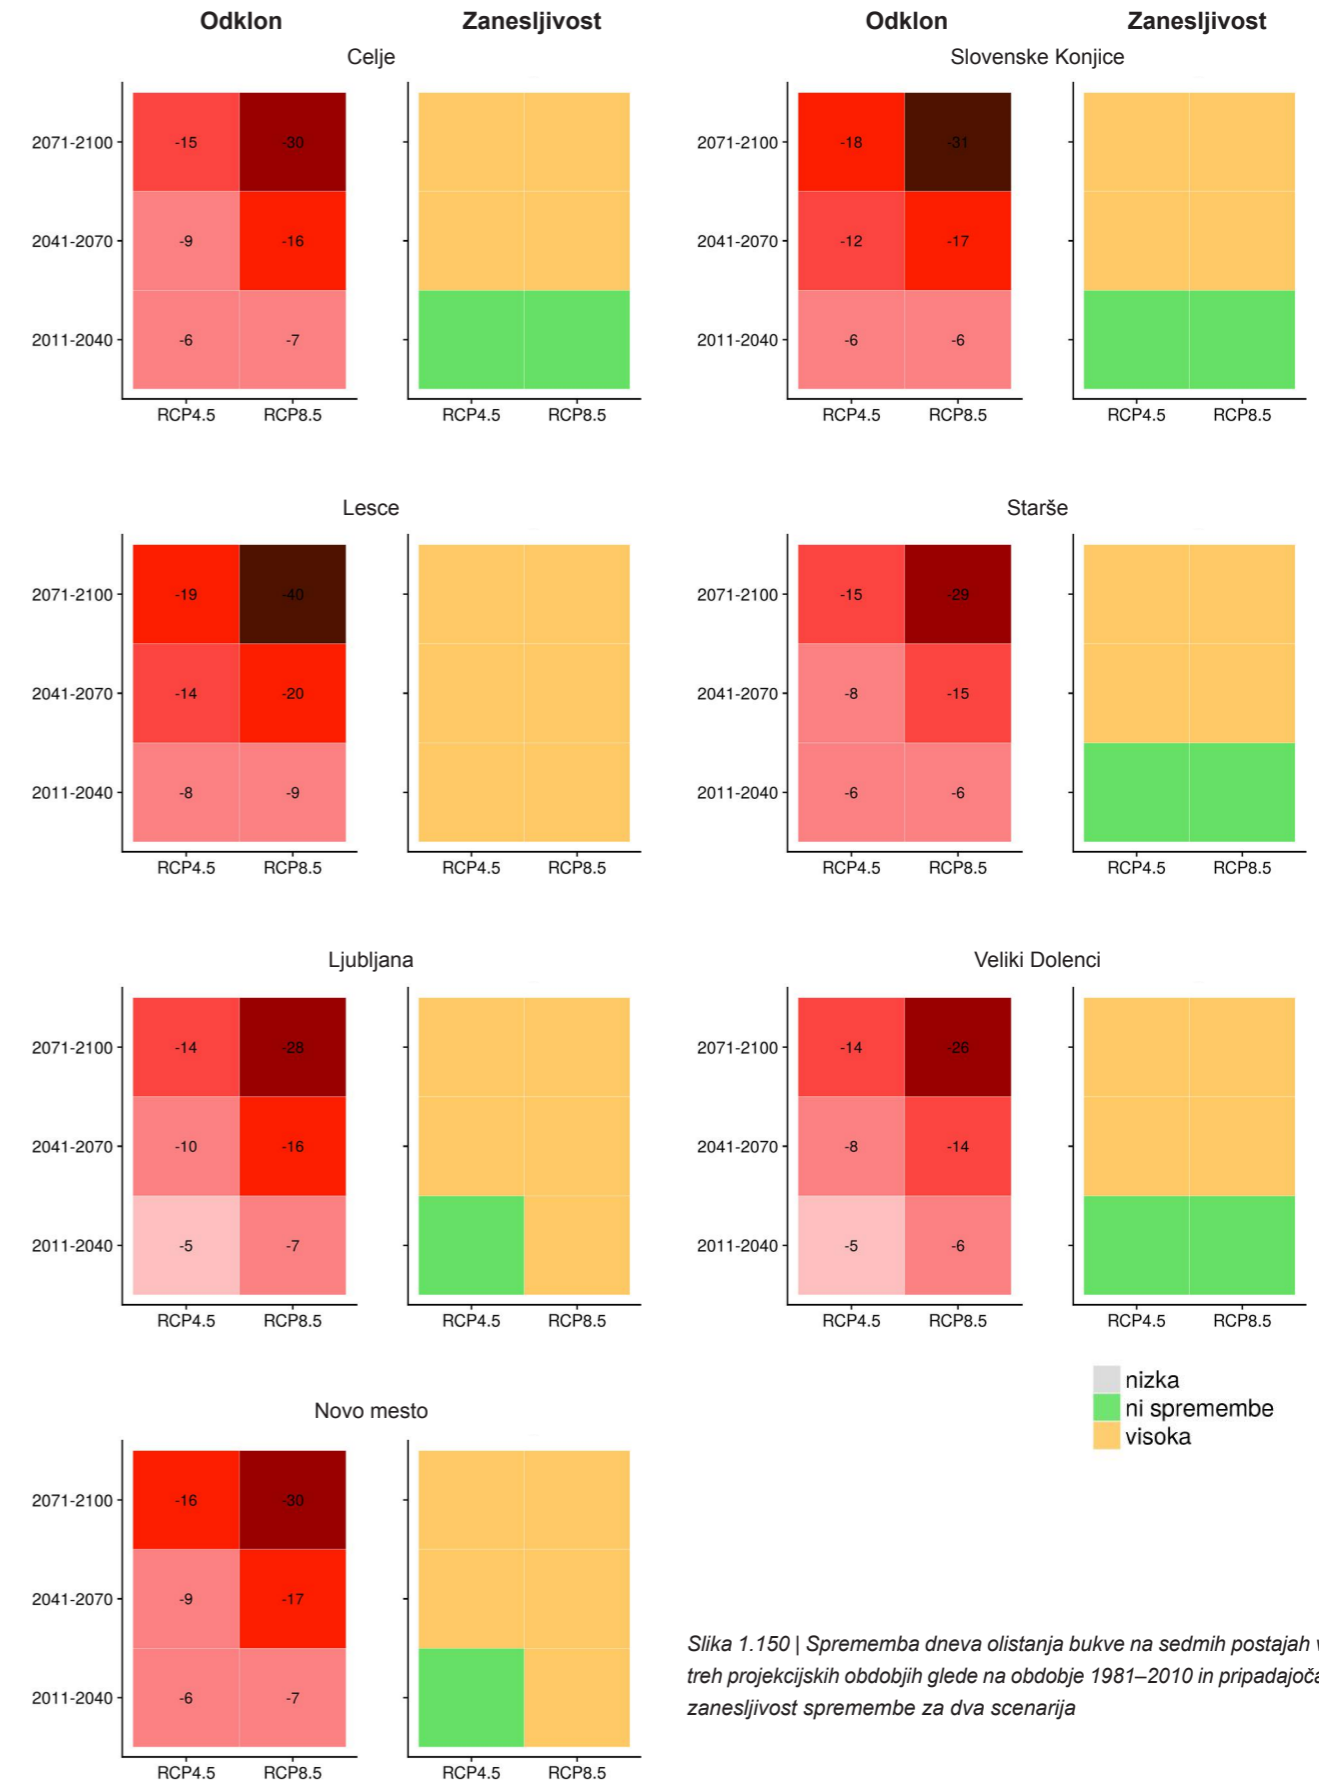 Odklon Zanesljivost Odklon Zanesljivost
Celje
2071-2100 -15 -30
2041-2070 -9 -16
2011-2040 -6 -7
RCP4.5 RCP8.5 RCP4.5 RCP8.5
Slovenske Konjice
2071-2100 -18 -31
2041-2070 -12 -17
2011-2040 -6 -6
RCP4.5 RCP8.5 RCP4.5 RCP8.5
Lesce
2071-2100 -19 -40
2041-2070 -14 -20
2011-2040 -8 -9
RCP4.5 RCP8.5 RCP4.5 RCP8.5
Starše
2071-2100 -15 -29
2041-2070 -8 -15
2011-2040 -6 -6
RCP4.5 RCP8.5 RCP4.5 RCP8.5
Ljubljana
2071-2100 -14 -28
2041-2070 -10 -16
2011-2040 -5 -7
RCP4.5 RCP8.5 RCP4.5 RCP8.5
Veliki Dolenci
2071-2100 -14 -26
2041-2070 -8 -14
2011-2040 -5 -6
RCP4.5 RCP8.5 RCP4.5 RCP8.5
nizka
ni spremembe
visoka
Novo mesto
2071-2100 -16 -30
2041-2070 -9 -17
2011-2040 -6 -7
RCP4.5 RCP8.5 RCP4.5 RCP8.5
Slika 1.150 | Sprememba dneva olistanja bukve na sedmih postajah v
treh projekcijskih obdobjih glede na obdobje 1981–2010 in pripadajoča
zanesljivost spremembe za dva scenarija